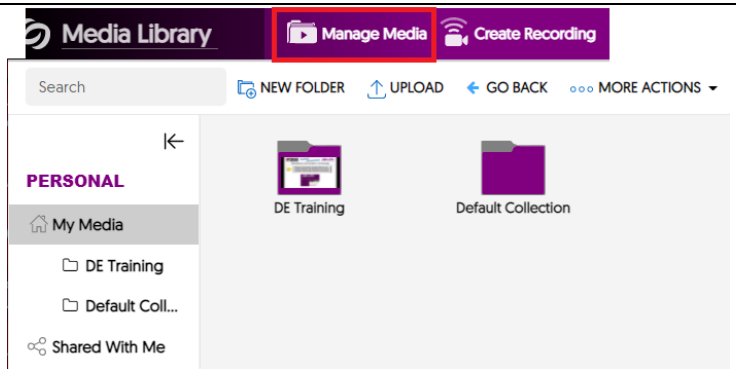 Media Library Manage Media Create Recording
Search NEW FOLDER UPLOAD GO BACK MORE ACTIONS
PERSONAL
DE Training Default Collection
My Media
DE Training
Default Coll...
Shared With Me